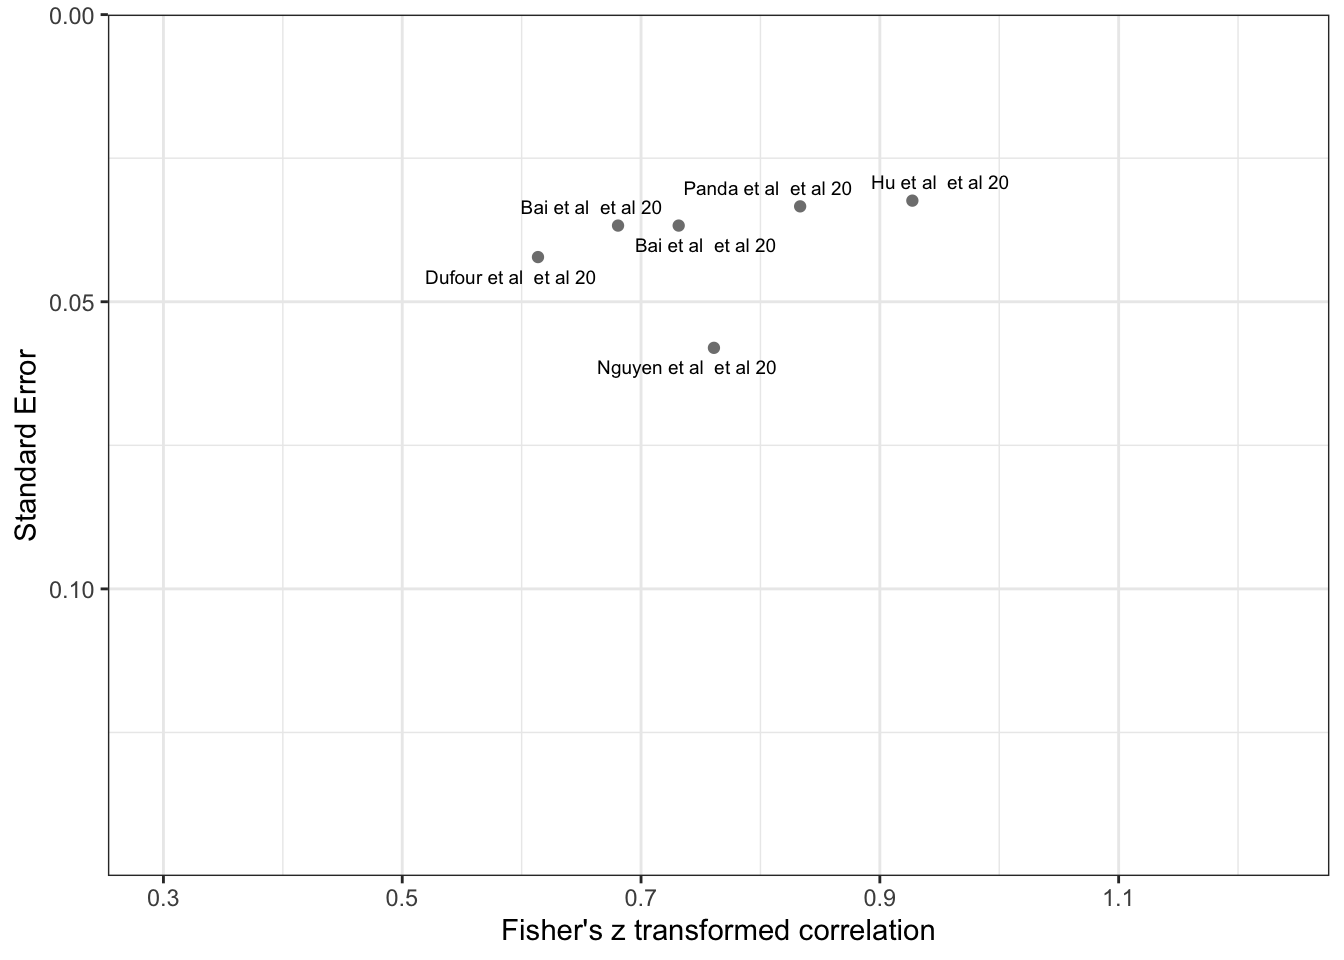 0.00
Hu et al  et al 20
Panda et al  et al 20
Bai et al  et al 20
Bai et al  et al 20
Dufour et al  et al 20
0.05
Nguyen et al  et al 20
Standard Error
0.10
0.3 0.5 0.7 0.9 1.1
Fisher's z transformed correlation